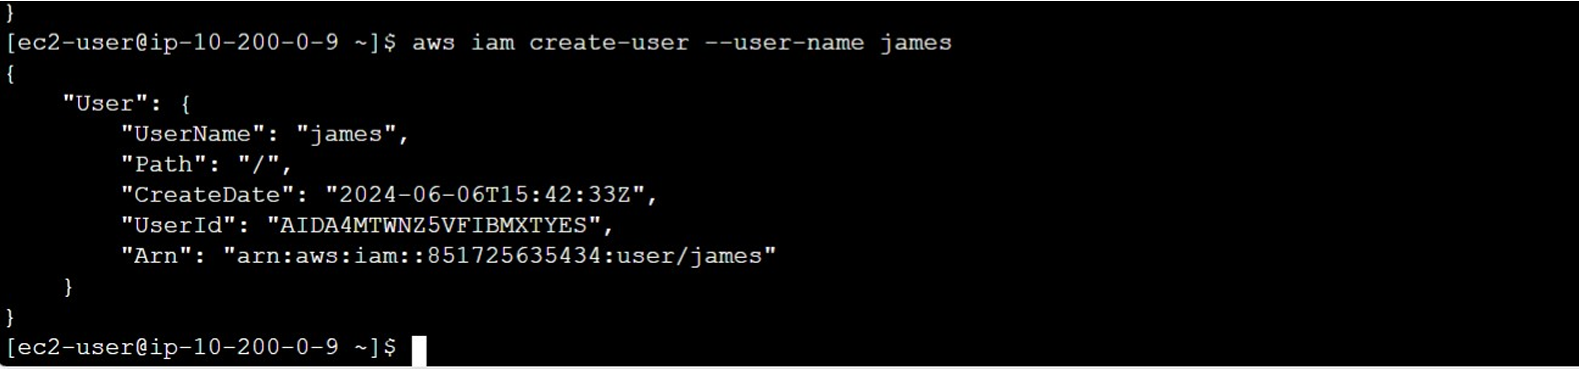 }
[ec2-user@ip-10-200-0-9 ~]$ aws iam create-user --user-name james
{
    "User": {
        "UserName": "james",
        "Path": "/",
        "CreateDate": "2024-06-06T15:42:33Z",
        "UserId": "AIDA4MTWNZ5VFIBMXTYES",
        "Arn": "arn:aws:iam::851725635434:user/james"
    }
}
[ec2-user@ip-10-200-0-9 ~]$